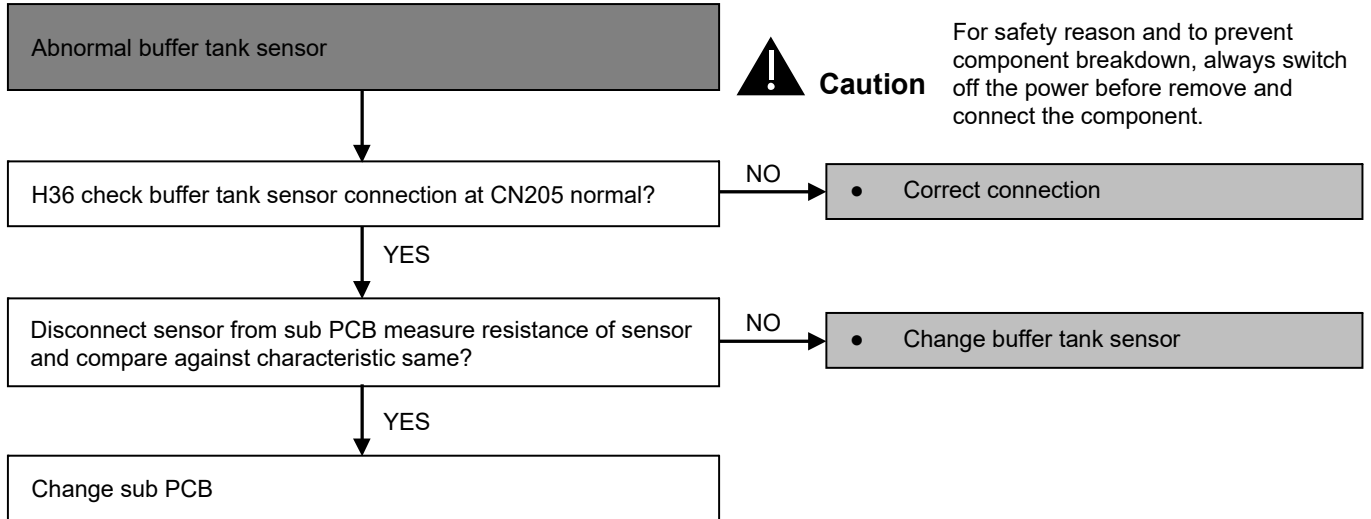 Abnormal buffer tank sensor
Caution
For safety reason and to prevent
component breakdown, always switch
off the power before remove and
connect the component.
H36 check buffer tank sensor connection at CN205 normal?
NO
• Correct connection
YES
Disconnect sensor from sub PCB measure resistance of sensor
and compare against characteristic same?
NO
• Change buffer tank sensor
YES
Change sub PCB